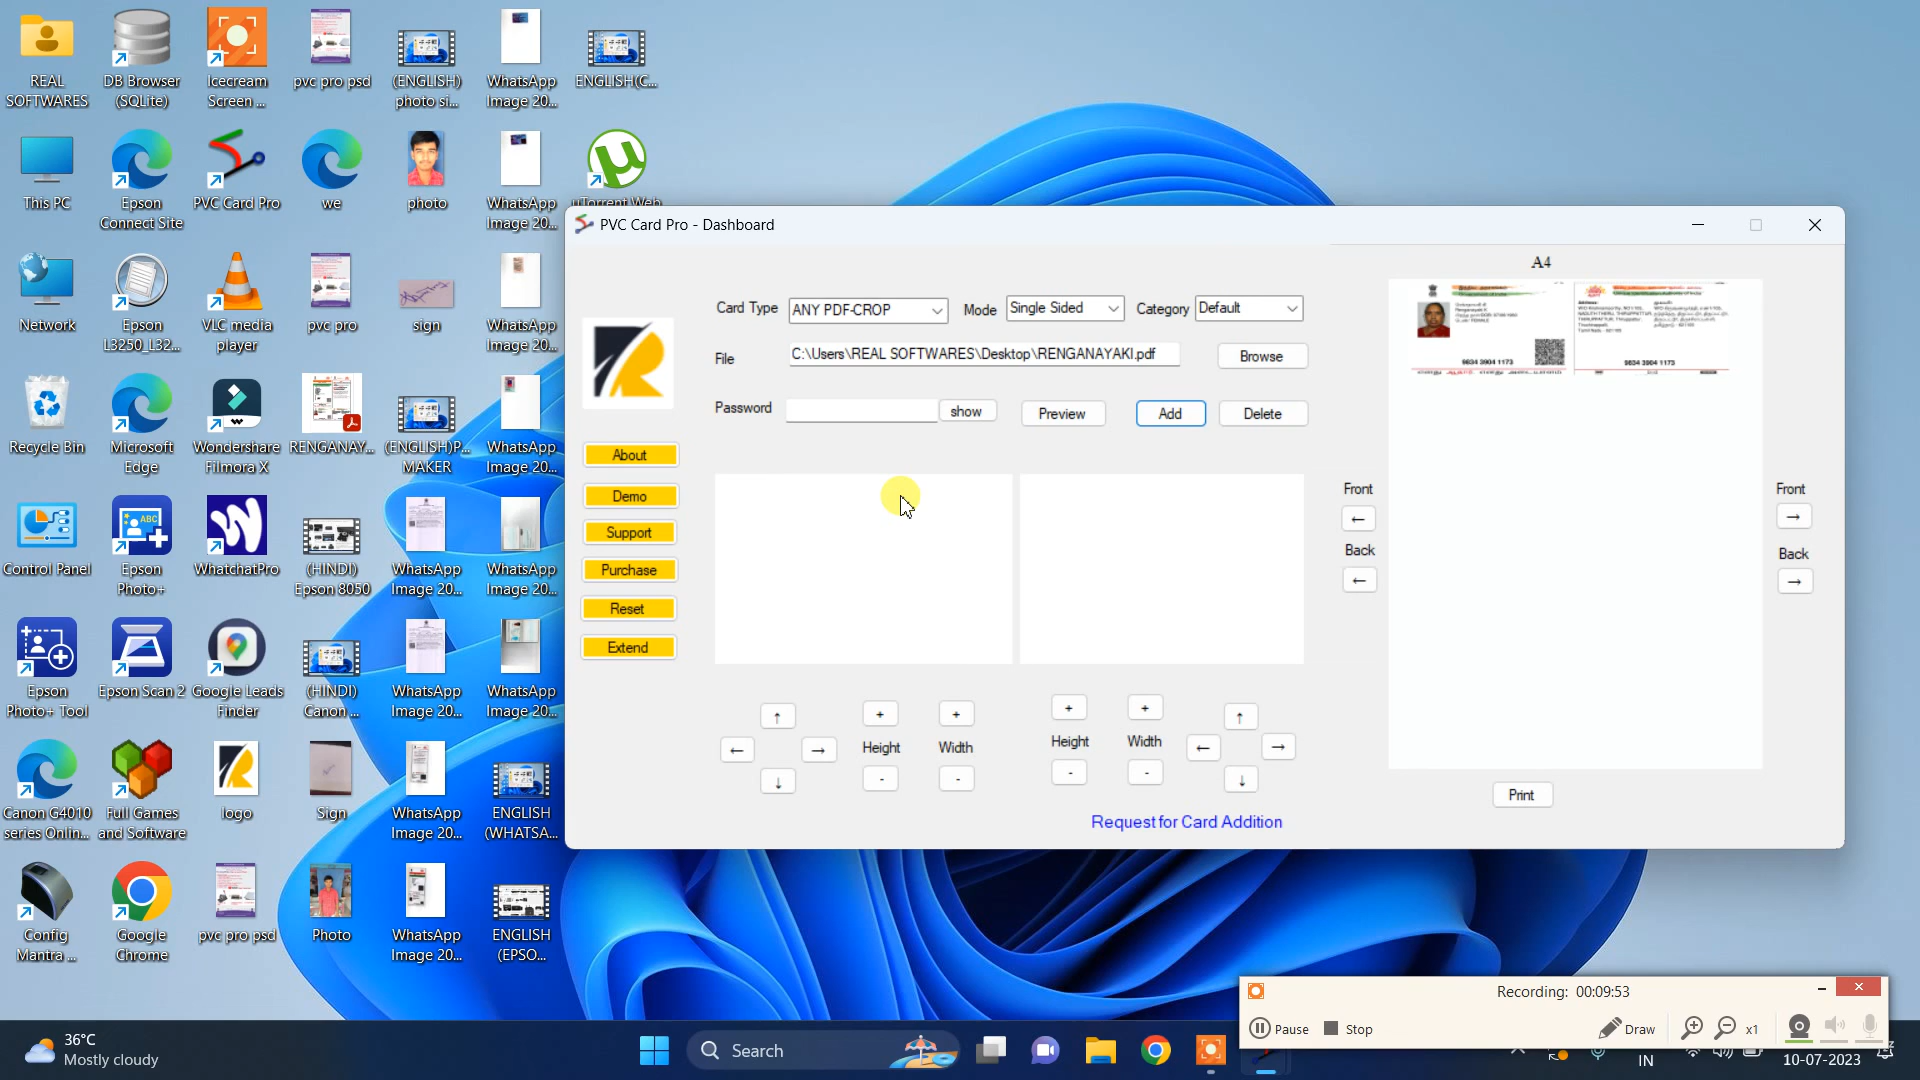 REAL
SOFTWARES
DB Browser
(SQLite)
Icecream
Screen ...
pvc pro psd
(ENGLISH)
photo si...
WhatsApp
Image 20...
ENGLISH(C...
This PC
Epson
Connect Site
PVC Card Pro
we
photo
WhatsApp
Image 20...
uTorrent Web
Network
Epson
L3250_L32...
VLC media
player
pvc pro
sign
WhatsApp
Image 20...
Recycle Bin
Microsoft
Edge
Wondershare
Filmora X
RENGANAY...
(ENGLISH)P...
MAKER
WhatsApp
Image 20...
Control Panel
Epson
Photo+
WhatchatPro
(HINDI)
Epson 8050
WhatsApp
Image 20...
WhatsApp
Image 20...
Epson
Photo+ Tool
Epson Scan 2
Google Leads
Finder
(HINDI)
Canon ...
WhatsApp
Image 20...
WhatsApp
Image 20...
Canon G4010
series Onlin...
Full Games
and Software
logo
Sign
WhatsApp
Image 20...
ENGLISH
(WHATSA...
Config
Mantra ...
Google
Chrome
pvc pro psd
Photo
WhatsApp
Image 20...
ENGLISH
(EPSO...
PVC Card Pro - Dashboard
Card Type ANY PDF-CROP Mode Single Sided Category Default
File C:\Users\REAL SOFTWARES\Desktop\RENGANAYAKI.pdf Browse
Password show Preview Add Delete
About
Demo
Support
Purchase
Reset
Extend
↑ + + + + ↑
← → Height Width Height Width ← →
↓ - - - - ↓
Request for Card Addition
A4
9834 3904 1173
9834 3904 1173
Front
←
Back
←
Front
→
Back
→
Print
Recording: 00:09:53
Pause Stop Draw x1
36°C
Mostly cloudy
Search
IN
10-07-2023